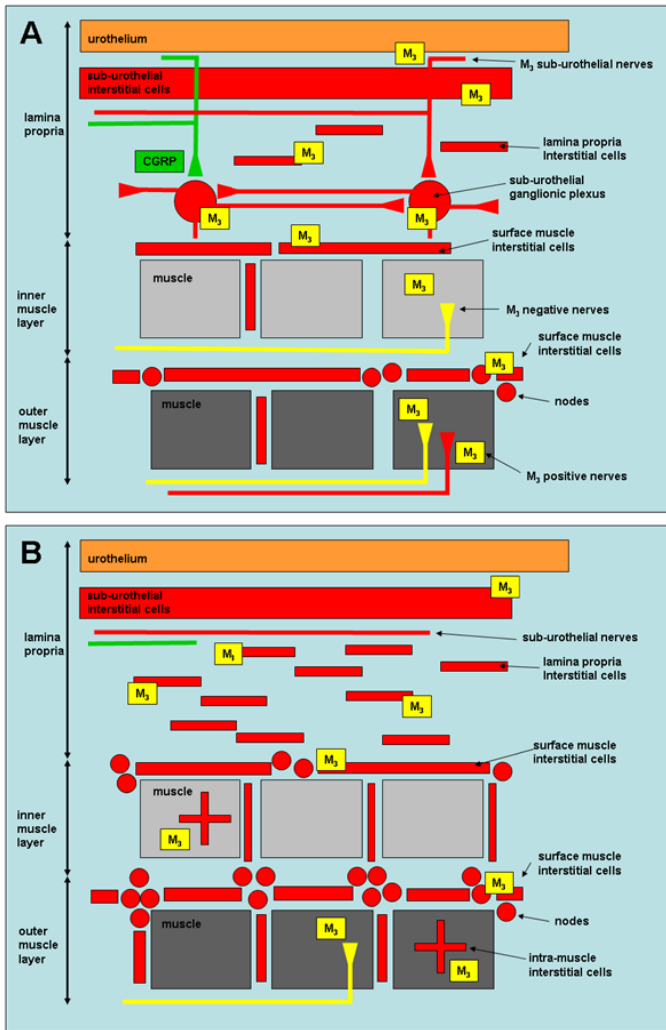 A
urothelium
M3
M3 sub-urothelial nerves
sub-urothelial
interstitial cells
M3
lamina
propria
CGRP
M3
lamina propria
Interstitial cells
sub-urothelial
ganglionic plexus
M3
M3
M3
surface muscle
interstitial cells
inner
muscle
layer
muscle
M3
M3 negative nerves
surface muscle
interstitial cells
M3
nodes
outer
muscle
layer
muscle
M3
M3
M3 positive nerves
B
urothelium
sub-urothelial
interstitial cells
M3
lamina
propria
sub-urothelial nerves
M1
lamina propria
Interstitial cells
M3
M3
surface muscle
interstitial cells
M3
inner
muscle
layer
muscle
M3
surface muscle
interstitial cells
M3
nodes
outer
muscle
layer
muscle
M3
M3
intra-muscle
interstitial cells